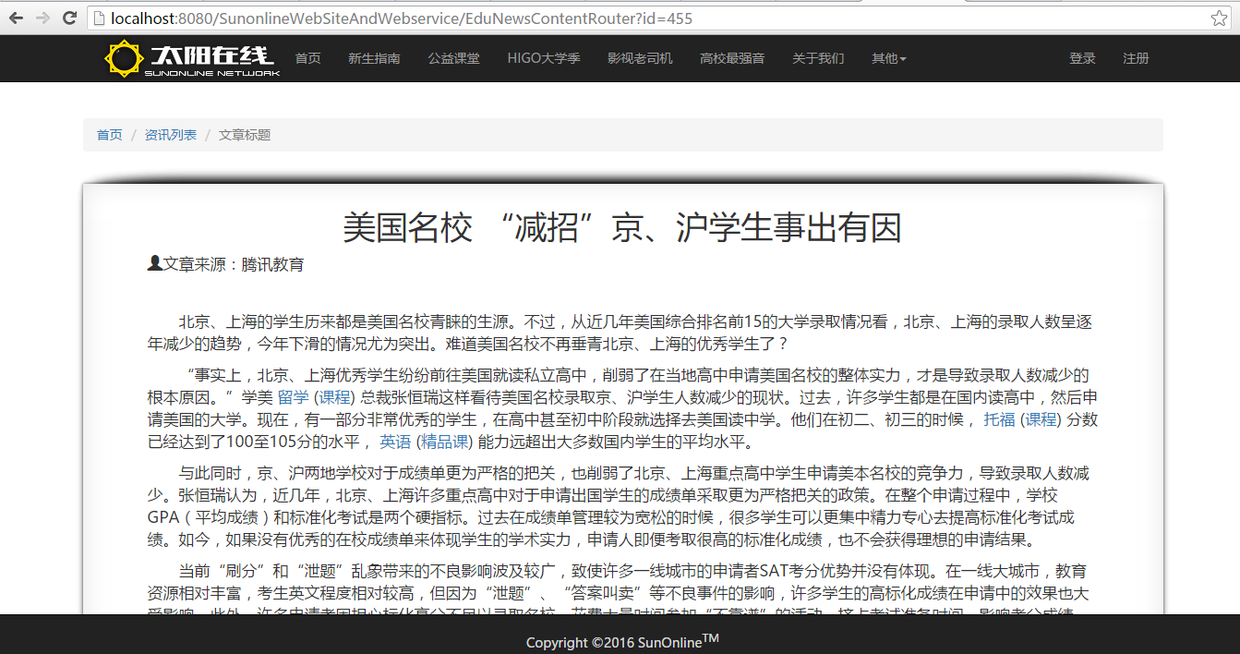 localhost:8080/SunonlineWebSiteAndWebservice/EduNewsContentRouter?id=455
太阳在线 首页 新生指南 公益课堂 HIGO大学季 影视老司机 高校最强音 关于我们 其他 登录 注册
SUNONLINE NETWORK
首页 / 资讯列表 / 文章标题
美国名校 “减招”京、沪学生事出有因
文章来源：腾讯教育
北京、上海的学生历来都是美国名校青睐的生源。不过，从近几年美国综合排名前15的大学录取情况看，北京、上海的录取人数呈逐
年减少的趋势，今年下滑的情况尤为突出。难道美国名校不再垂青北京、上海的优秀学生了？
“事实上，北京、上海优秀学生纷纷前往美国就读私立高中，削弱了在当地高中申请美国名校的整体实力，才是导致录取人数减少的
根本原因。”学美 留学 (课程) 总裁张恒瑞这样看待美国名校录取京、沪学生人数减少的现状。过去，许多学生都是在国内读高中，然后申
请美国的大学。现在，有一部分非常优秀的学生，在高中甚至初中阶段就选择去美国读中学。他们在初二、初三的时候， 托福 (课程) 分数
已经达到了100至105分的水平， 英语 (精品课) 能力远超出大多数国内学生的平均水平。
与此同时，京、沪两地学校对于成绩单更为严格的把关，也削弱了北京、上海重点高中学生申请美本名校的竞争力，导致录取人数减
少。张恒瑞认为，近几年，北京、上海许多重点高中对于申请出国学生的成绩单采取更为严格把关的政策。在整个申请过程中，学校
GPA（平均成绩）和标准化考试是两个硬指标。过去在成绩单管理较为宽松的时候，很多学生可以更集中精力专心去提高标准化考试成
绩。如今，如果没有优秀的在校成绩单来体现学生的学术实力，申请人即便考取很高的标准化成绩，也不会获得理想的申请结果。
当前“刷分”和“泄题”乱象带来的不良影响波及较广，致使许多一线城市的申请者SAT考分优势并没有体现。在一线大城市，教育
资源相对丰富，考生英文程度相对较高，但因为“泄题”、“答案叫卖”等不良事件的影响，许多学生的高标化成绩在申请中的效果也大
Copyright ©2016 SunOnline™